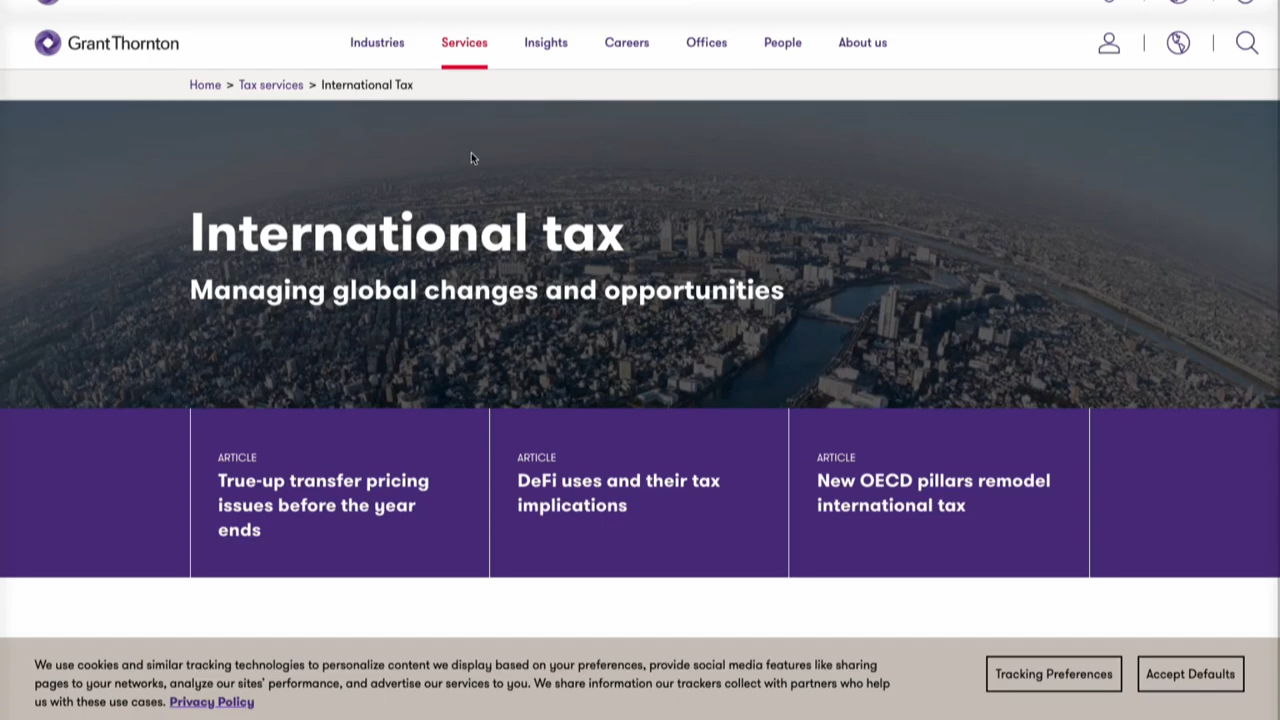 GrantThornton
Industries
Services
Insights
Careers
Offices
People
About us
Home > Tax services > International Tax
International tax
Managing global changes and opportunities
ARTICLE
True-up transfer pricing
issues before the year
ends
ARTICLE
DeFi uses and their tax
implications
ARTICLE
New OECD pillars remodel
international tax
We use cookies and similar tracking technologies to personalize content we display based on your preferences, provide social media features like sharing
pages to your networks, analyze our sites' performance, and advertise our services to you. We share information our trackers collect with partners who help
us with these use cases. Privacy Policy
Tracking Preferences
Accept Defaults